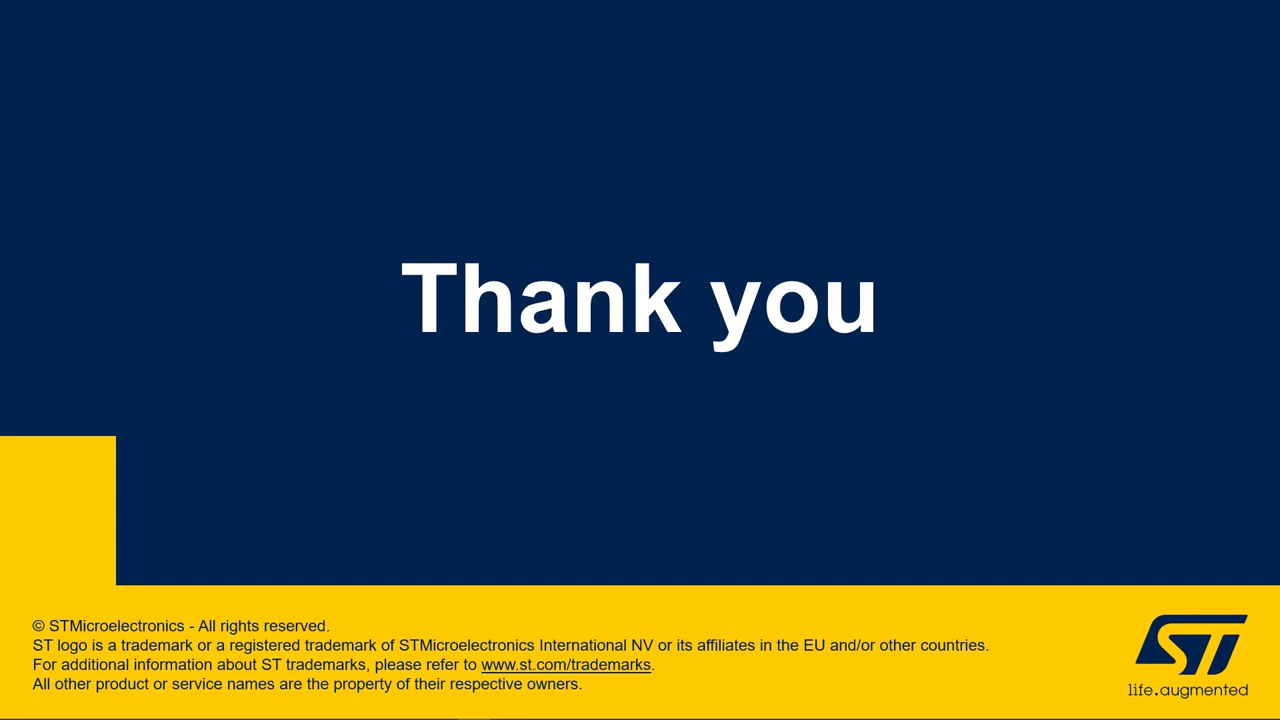 Thank you
© STMicroelectronics - All rights reserved.
ST logo is a trademark or a registered trademark of STMicroelectronics International NV or its affiliates in the EU and/or other countries.
For additional information about ST trademarks, please refer to www.st.com/trademarks.
All other product or service names are the property of their respective owners.
ST
life.augmented